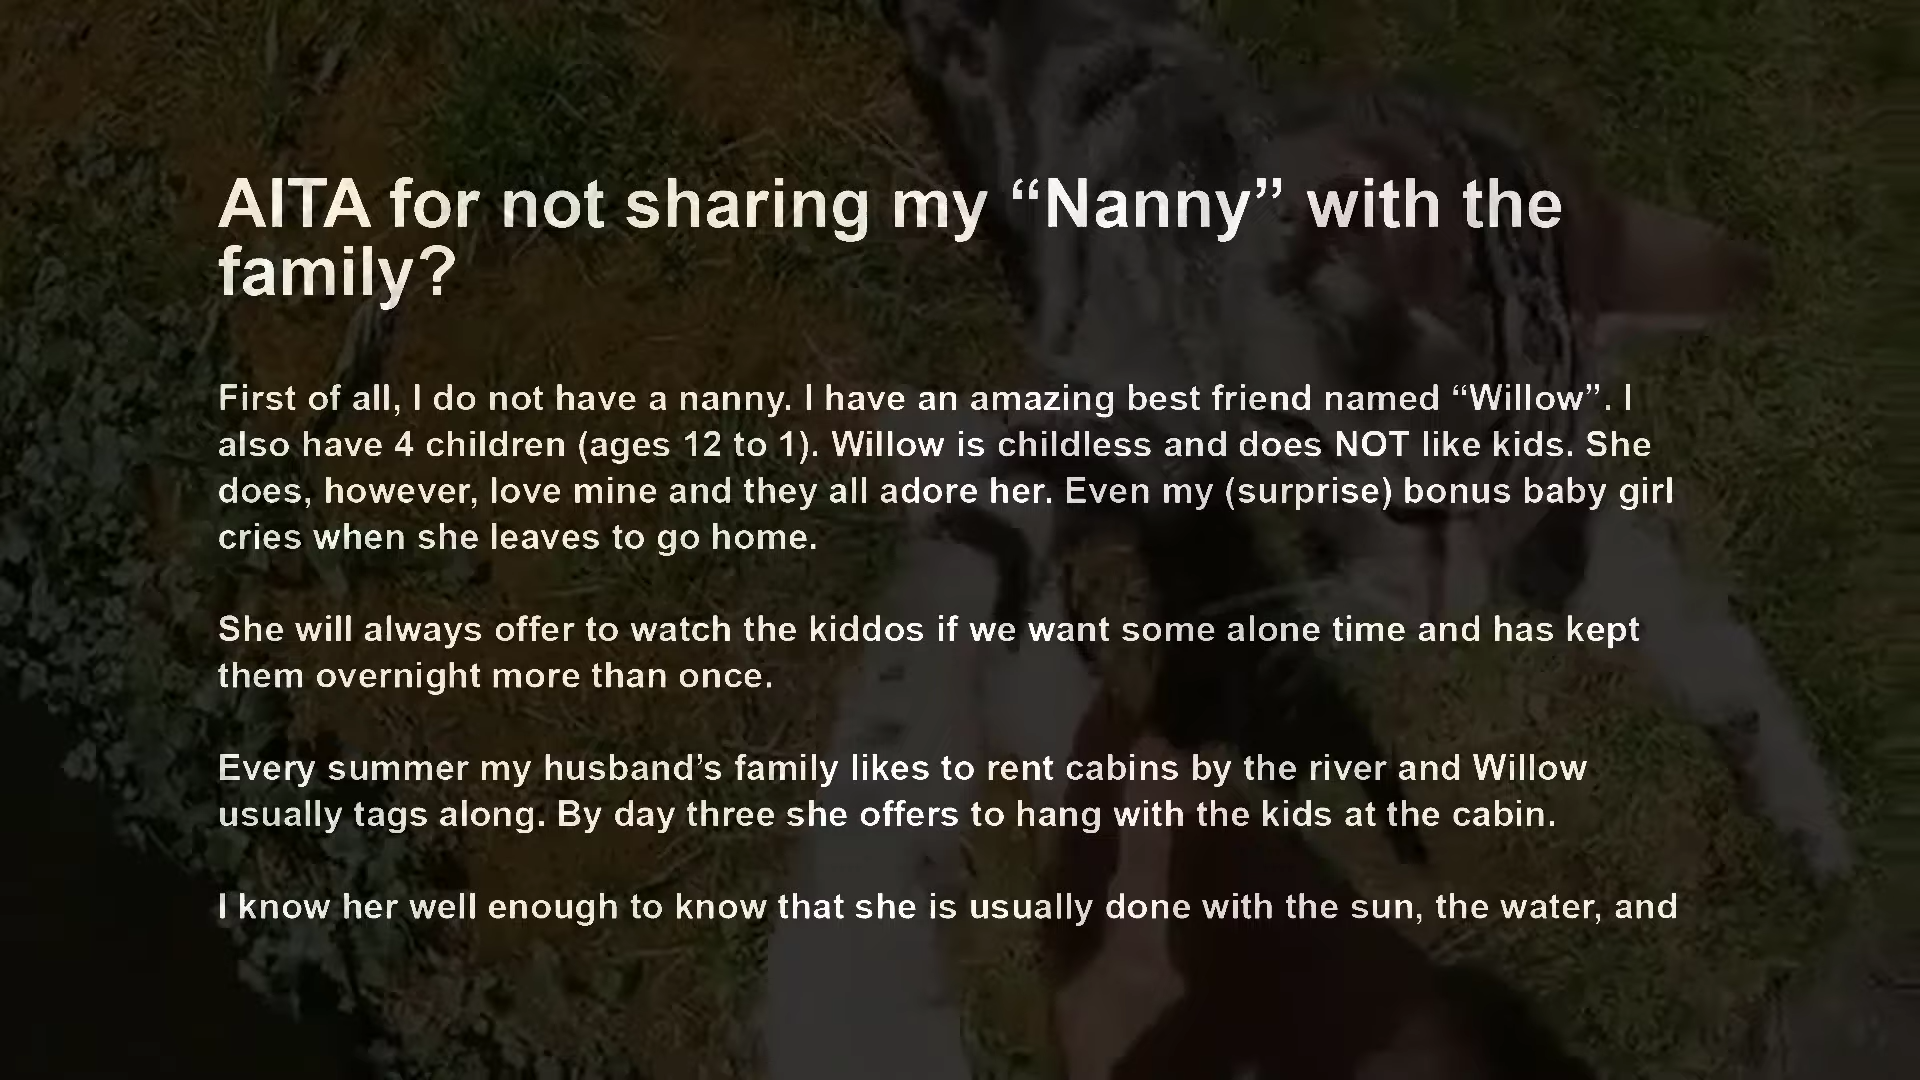 AITA for not sharing my “Nanny” with the
family?
First of all, I do not have a nanny. I have an amazing best friend named “Willow”. I
also have 4 children (ages 12 to 1). Willow is childless and does NOT like kids. She
does, however, love mine and they all adore her. Even my (surprise) bonus baby girl
cries when she leaves to go home.
She will always offer to watch the kiddos if we want some alone time and has kept
them overnight more than once.
Every summer my husband’s family likes to rent cabins by the river and Willow
usually tags along. By day three she offers to hang with the kids at the cabin.
I know her well enough to know that she is usually done with the sun, the water, and